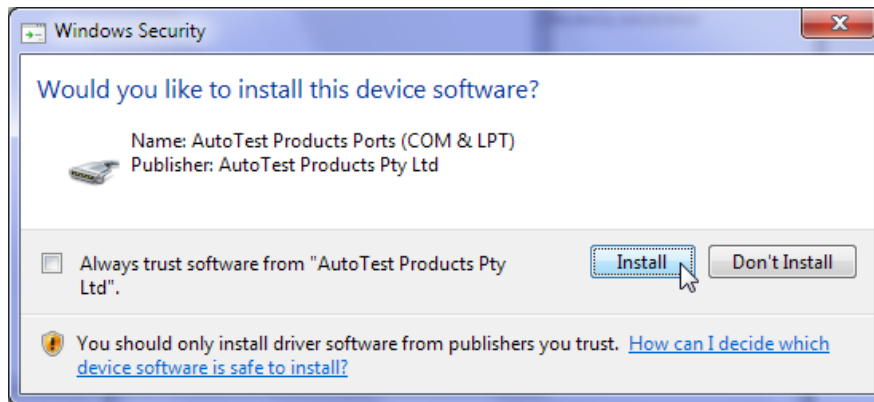 Windows Security
Would you like to install this device software?
Name: AutoTest Products Ports (COM & LPT)
Publisher: AutoTest Products Pty Ltd
Always trust software from "AutoTest Products Pty
Ltd".
Install
Don't Install
You should only install driver software from publishers you trust. How can I decide which
device software is safe to install?